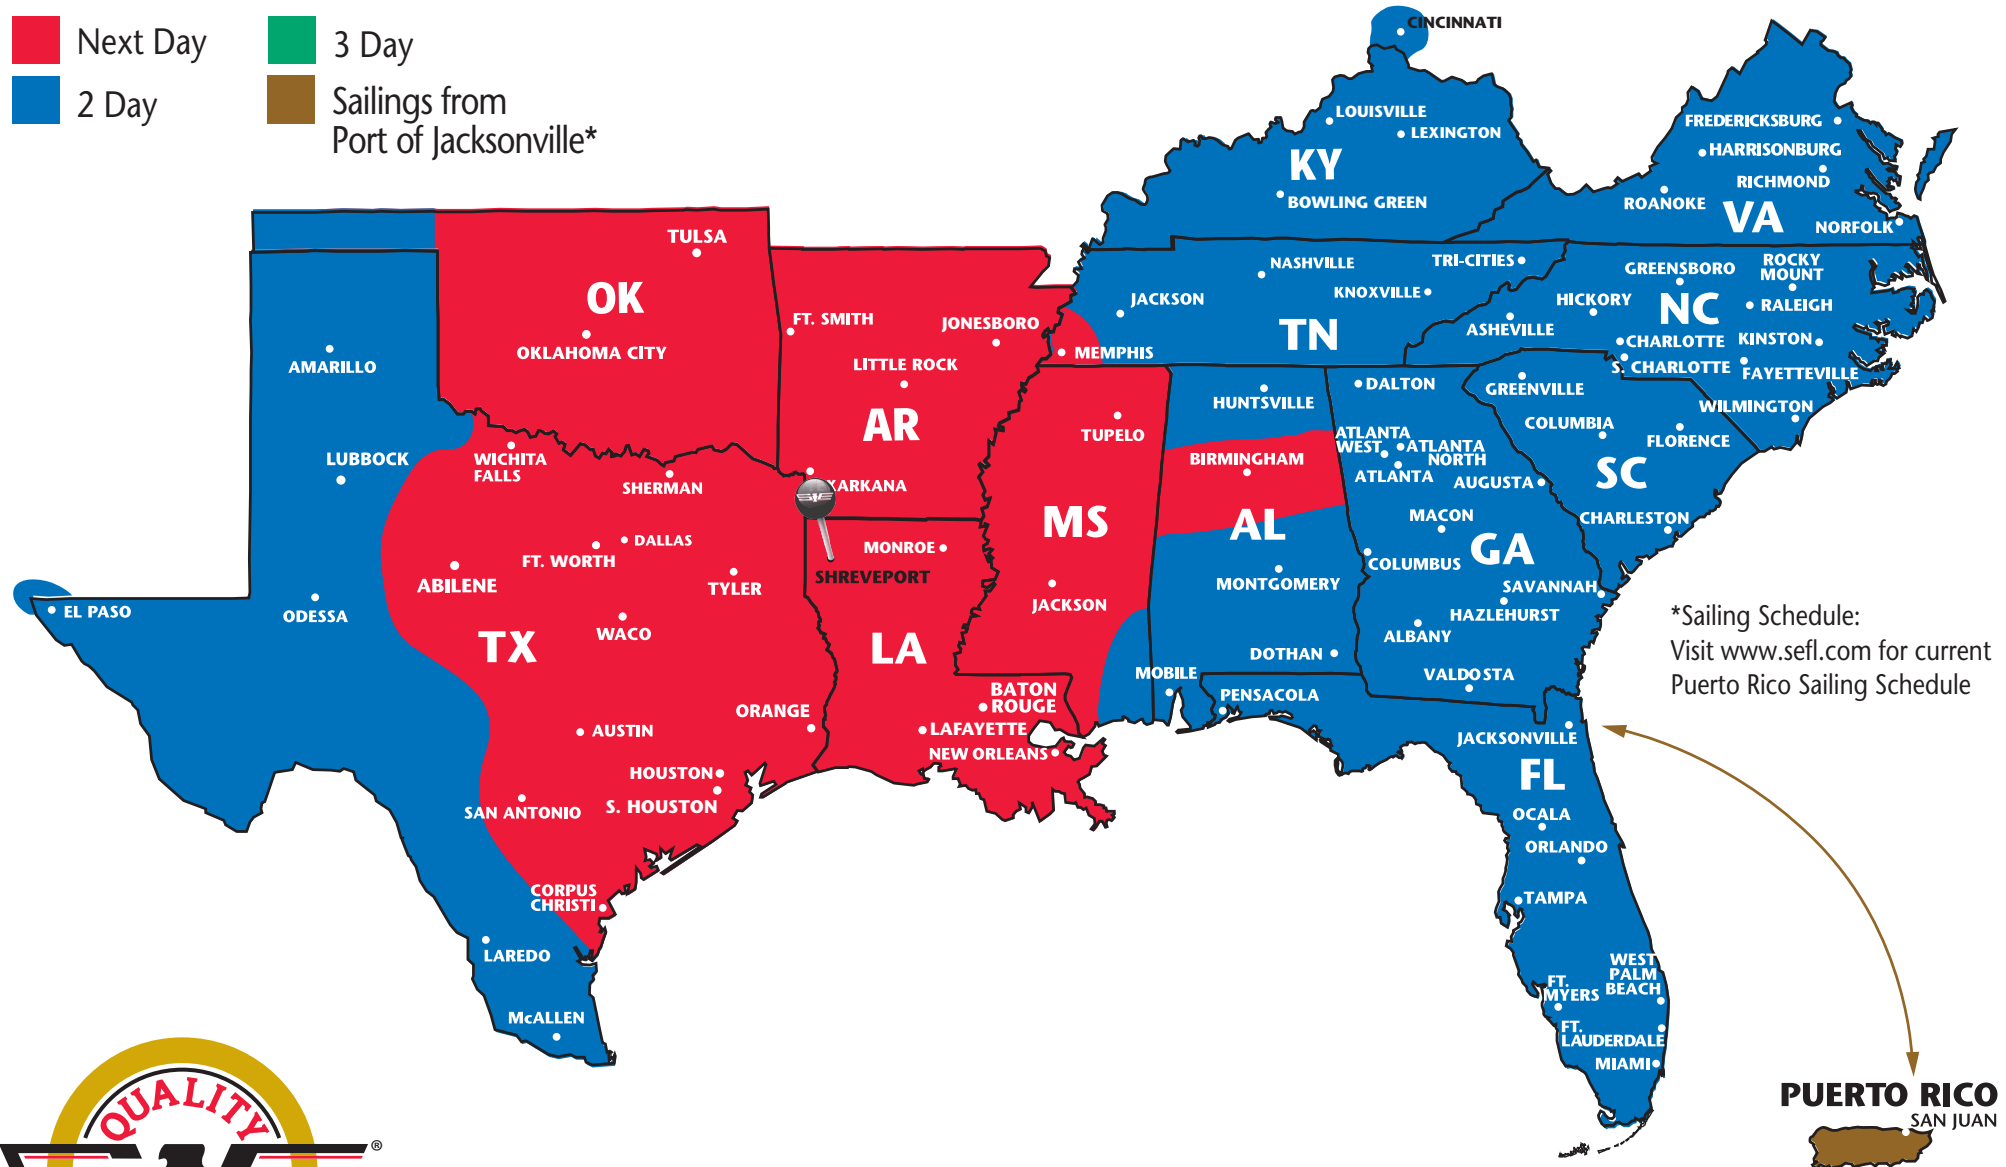 Next Day
3 Day
2 Day
Sailings from
Port of Jacksonville*
CINCINNATI
LOUISVILLE
LEXINGTON
KY
BOWLING GREEN
FREDERICKSBURG
HARRISONBURG
RICHMOND
ROANOKE
VA
NORFOLK
TULSA
OK
OKLAHOMA CITY
FT. SMITH
JONESBORO
LITTLE ROCK
AR
KARKANA
NASHVILLE
TRI-CITIES
KNOXVILLE
JACKSON
TN
MEMPHIS
GREENSBORO
ROCKY
MOUNT
HICKORY
NC
RALEIGH
ASHEVILLE
CHARLOTTE
KINSTON
S. CHARLOTTE
FAYETTEVILLE
WILMINGTON
GREENVILLE
COLUMBIA
FLORENCE
SC
CHARLESTON
AMARILLO
LUBBOCK
WICHITA
FALLS
SHERMAN
DALLAS
FT. WORTH
ABILENE
TYLER
EL PASO
ODESSA
WACO
TX
AUSTIN
ORANGE
HOUSTON
S. HOUSTON
SAN ANTONIO
CORPUS
CHRISTI
LAREDO
McALLEN
MONROE
SHREVEPORT
LA
BATON
ROUGE
LAFAYETTE
NEW ORLEANS
TUPELO
MS
JACKSON
HUNTSVILLE
BIRMINGHAM
AL
MONTGOMERY
DOTHAN
MOBILE
DALTON
ATLANTA
WEST
ATLANTA
NORTH
ATLANTA
AUGUSTA
MACON
GA
COLUMBUS
SAVANNAH
HAZLEHURST
ALBANY
VALDOSTA
PENSACOLA
JACKSONVILLE
FL
OCALA
ORLANDO
TAMPA
WEST
PALM
BEACH
FT.
MYERS
FT.
LAUDERDALE
MIAMI
*Sailing Schedule:
Visit www.sefl.com for current
Puerto Rico Sailing Schedule
PUERTO RICO
SAN JUAN
QUALITY
®